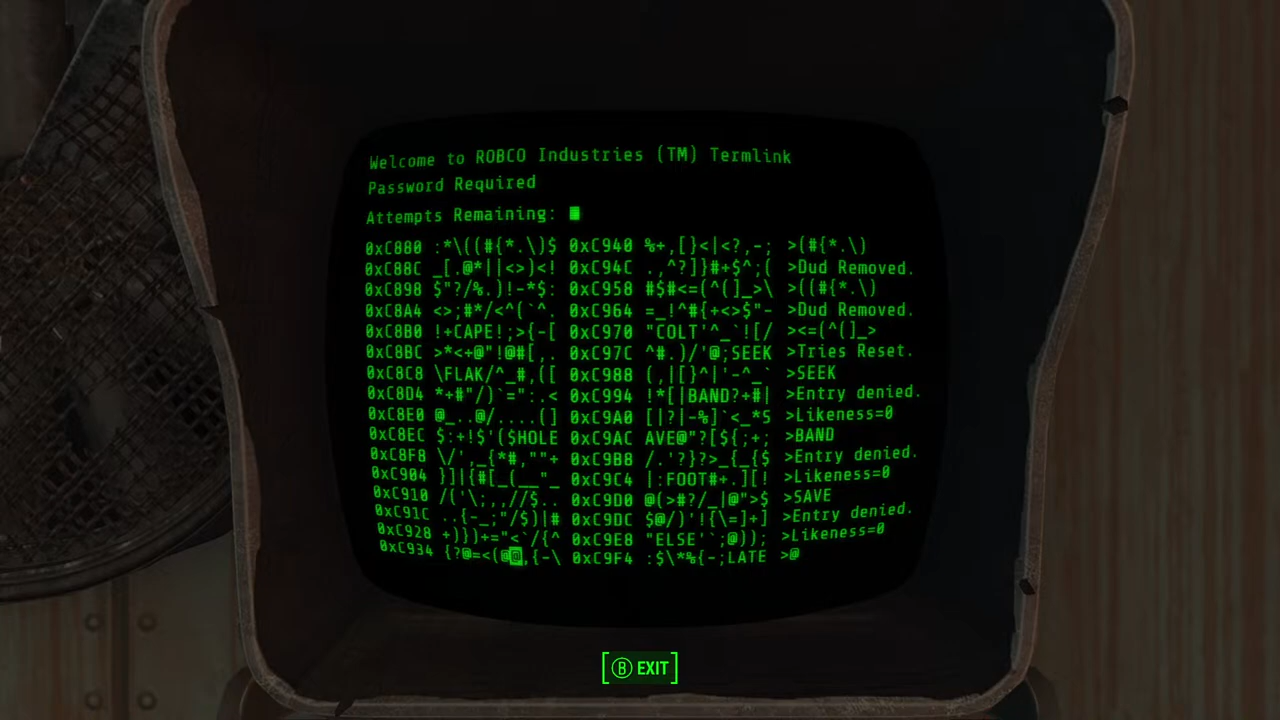 Welcome to ROBCO Industries (TM) Termlink
Password Required
Attempts Remaining: ■
0xC880 :*\((#{*.\)$ 0xC940 %+,[}<|<?,-; >(#{*.\)
0xC88C _[.@*||<>)<! 0xC94C .,^?]}#+$^;( >Dud Removed.
0xC898 $"?/%.)!-*$: 0xC958 #$#<=(^(]_>\ >((#{*.\)
0xC8A4 <>;#*/<^(`^. 0xC964 =_!^#{+<>$"- >Dud Removed.
0xC8B0 !+CAPE!;>{-[ 0xC970 "COLT'^_`![/ ><=(^(]_>
0xC8BC >*<+@"!@#[,. 0xC97C ^#.)/'@;SEEK >Tries Reset.
0xC8C8 \FLAK/^_#,([ 0xC988 (,|[}^|'-^_` >SEEK
0xC8D4 *+#"/)`=":.< 0xC994 !*[|BAND?+#| >Entry denied.
0xC8E0 @_..@/....(] 0xC9A0 [|?|-%]`<_*S >Likeness=0
0xC8EC $:+!$'($HOLE 0xC9AC AVE@"?[${;+; >BAND
0xC8F8 \/',_{*#,""+ 0xC9B8 /.'?}?>_{_{$ >Entry denied.
0xC904 }]|{#[_(__"_ 0xC9C4 |:FOOT#+.][! >Likeness=0
0xC910 /('\;,,//$.. 0xC9D0 @(>#?/_|@">$ >SAVE
0xC91C ..{-_;"/$)|# 0xC9DC $@/)'!{\=]+] >Entry denied.
0xC928 +)})+="<`/{^ 0xC9E8 "ELSE'`;@)); >Likeness=0
0xC934 {?@=<(@@,{-\ 0xC9F4 :$\*%{-;LATE >@
[Ⓑ EXIT]